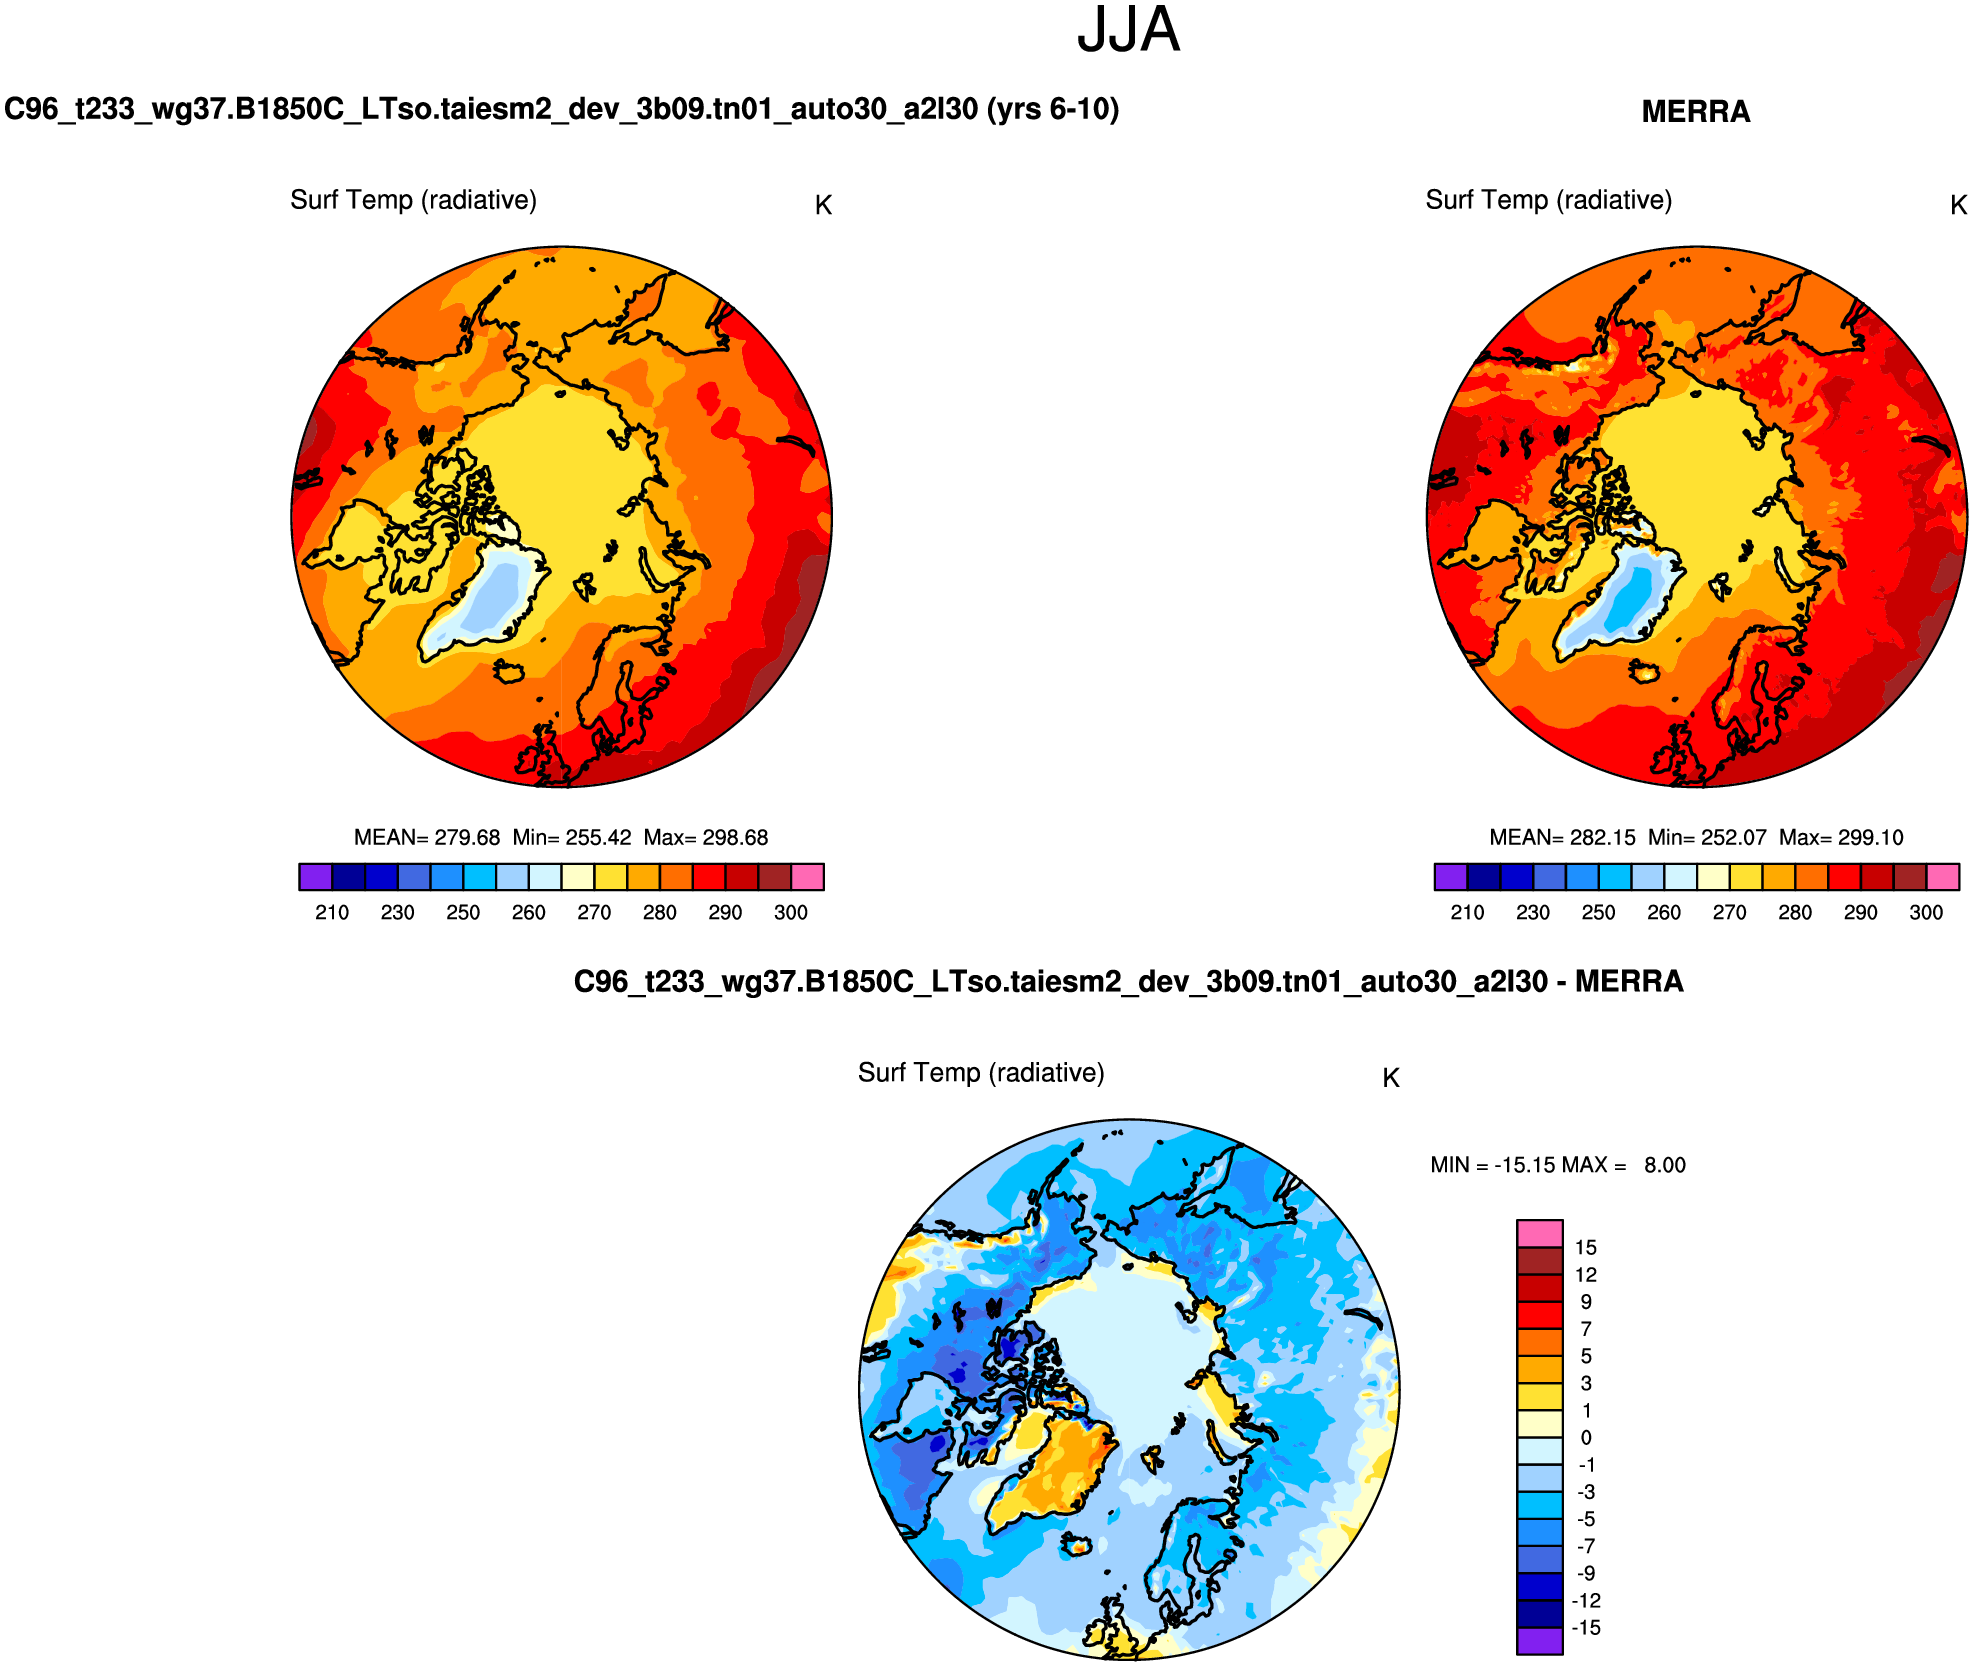 JJA
C96_t233_wg37.B1850C_LTso.taiesm2_dev_3b09.tn01_auto30_a2l30 (yrs 6-10)
MERRA
Surf Temp (radiative) K
Surf Temp (radiative) K
MEAN= 279.68 Min= 255.42 Max= 298.68
MEAN= 282.15 Min= 252.07 Max= 299.10
210 230 250 260 270 280 290 300
210 230 250 260 270 280 290 300
C96_t233_wg37.B1850C_LTso.taiesm2_dev_3b09.tn01_auto30_a2l30 - MERRA
Surf Temp (radiative) K
MIN = -15.15 MAX = 8.00
15
12
9
7
5
3
1
0
-1
-3
-5
-7
-9
-12
-15